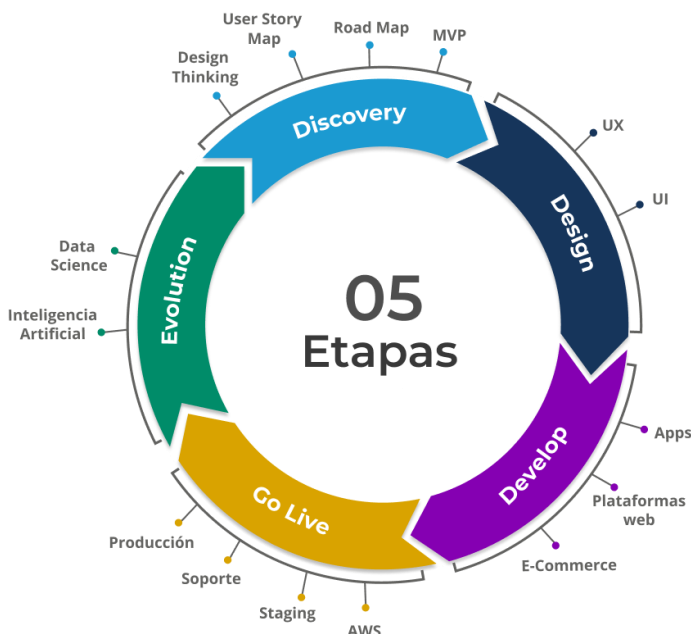 User Story
Map
Road Map
MVP
Design
Thinking
Discovery
UX
UI
Design
Data
Science
Evolution
Inteligencia
Artificial
05
Etapas
Apps
Develop
Plataformas
web
E-Commerce
Go Live
Producción
Soporte
Staging
AWS